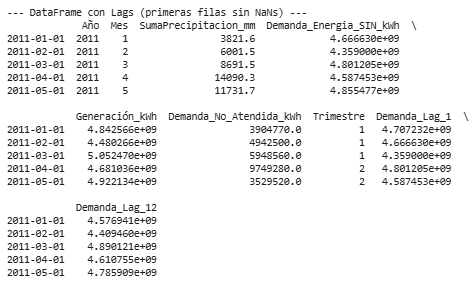 --- DataFrame con Lags (primeras filas sin NaNs) ---
Año Mes SumaPrecipitacion_mm Demanda_Energia_SIN_kWh \
2011-01-01 2011 1 3821.6 4.666630e+09
2011-02-01 2011 2 6001.5 4.359000e+09
2011-03-01 2011 3 8691.5 4.801205e+09
2011-04-01 2011 4 14090.3 4.587453e+09
2011-05-01 2011 5 11731.7 4.855477e+09
Generación_kWh Demanda_No_Atendida_kWh Trimestre Demanda_Lag_1 \
2011-01-01 4.842566e+09 3904770.0 1 4.707232e+09
2011-02-01 4.480266e+09 4942500.0 1 4.666630e+09
2011-03-01 5.052470e+09 5948560.0 1 4.359000e+09
2011-04-01 4.681036e+09 9749280.0 2 4.801205e+09
2011-05-01 4.922134e+09 3529520.0 2 4.587453e+09
Demanda_Lag_12
2011-01-01 4.576941e+09
2011-02-01 4.409460e+09
2011-03-01 4.890121e+09
2011-04-01 4.610755e+09
2011-05-01 4.785909e+09